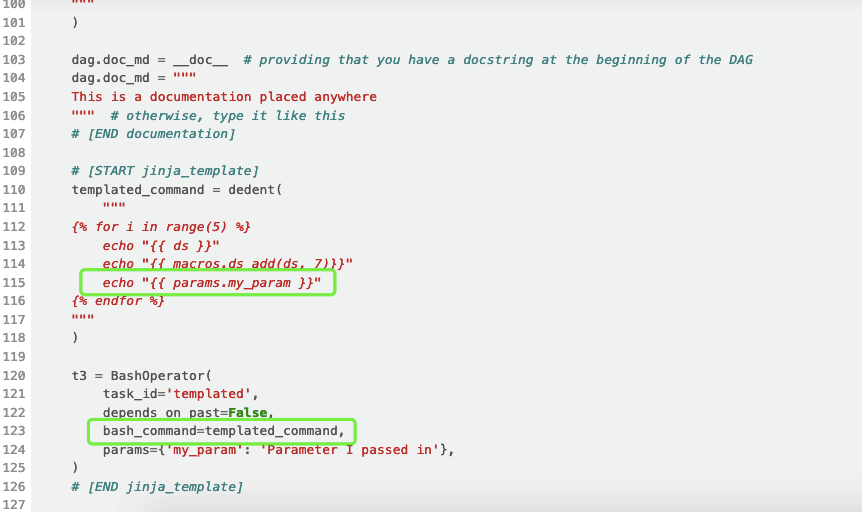 100     """
101     )
102
103     dag.doc_md = __doc__  # providing that you have a docstring at the beginning of the DAG
104     dag.doc_md = """
105     This is a documentation placed anywhere
106     """  # otherwise, type it like this
107     # [END documentation]
108
109     # [START jinja_template]
110     templated_command = dedent(
111         """
112     {% for i in range(5) %}
113         echo "{{ ds }}"
114         echo "{{ macros.ds_add(ds, 7)}}"
115         echo "{{ params.my_param }}"
116     {% endfor %}
117     """
118     )
119
120     t3 = BashOperator(
121         task_id='templated',
122         depends_on_past=False,
123         bash_command=templated_command,
124         params={'my_param': 'Parameter I passed in'},
125     )
126     # [END jinja_template]
127